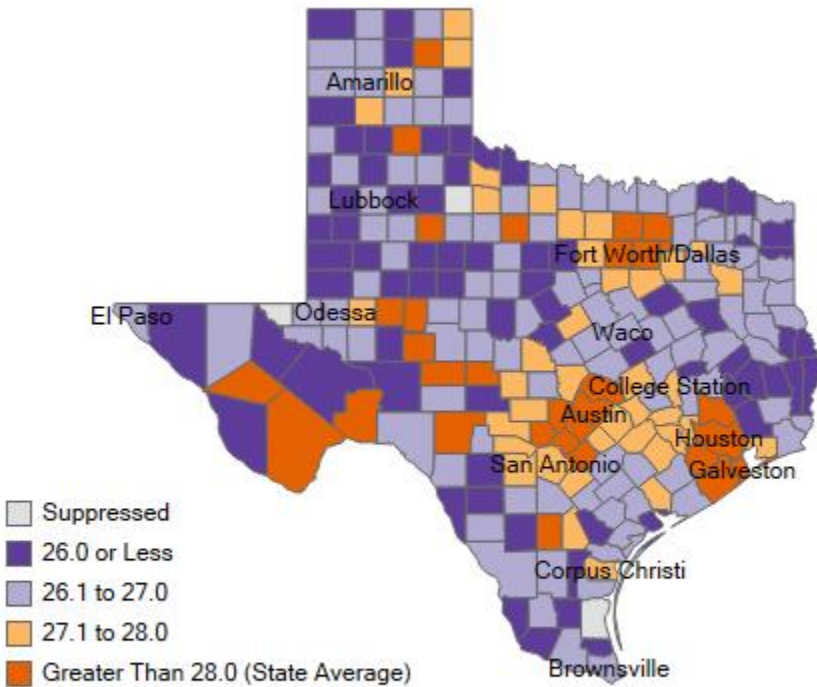 Amarillo
Lubbock
Fort Worth/Dallas
El Paso
Odessa
Waco
College Station
Austin
Houston
San Antonio
Galveston
Suppressed
26.0 or Less
26.1 to 27.0
Corpus Christi
27.1 to 28.0
Greater Than 28.0 (State Average)
Brownsville